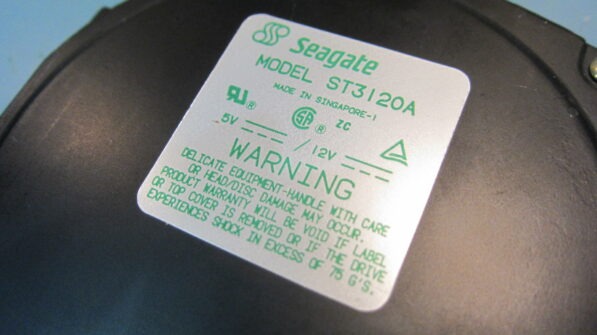 Seagate
MODEL ST3120A
MADE IN SINGAPORE-1
ZC
5V / 12V
WARNING
DELICATE EQUIPMENT-HANDLE WITH CARE
OR HEAD/DISC DAMAGE MAY OCCUR.
PRODUCT WARRANTY WILL BE VOID IF LABEL
OR TOP COVER IS REMOVED OR IF THE DRIVE
EXPERIENCES SHOCK IN EXCESS OF 75 G'S.